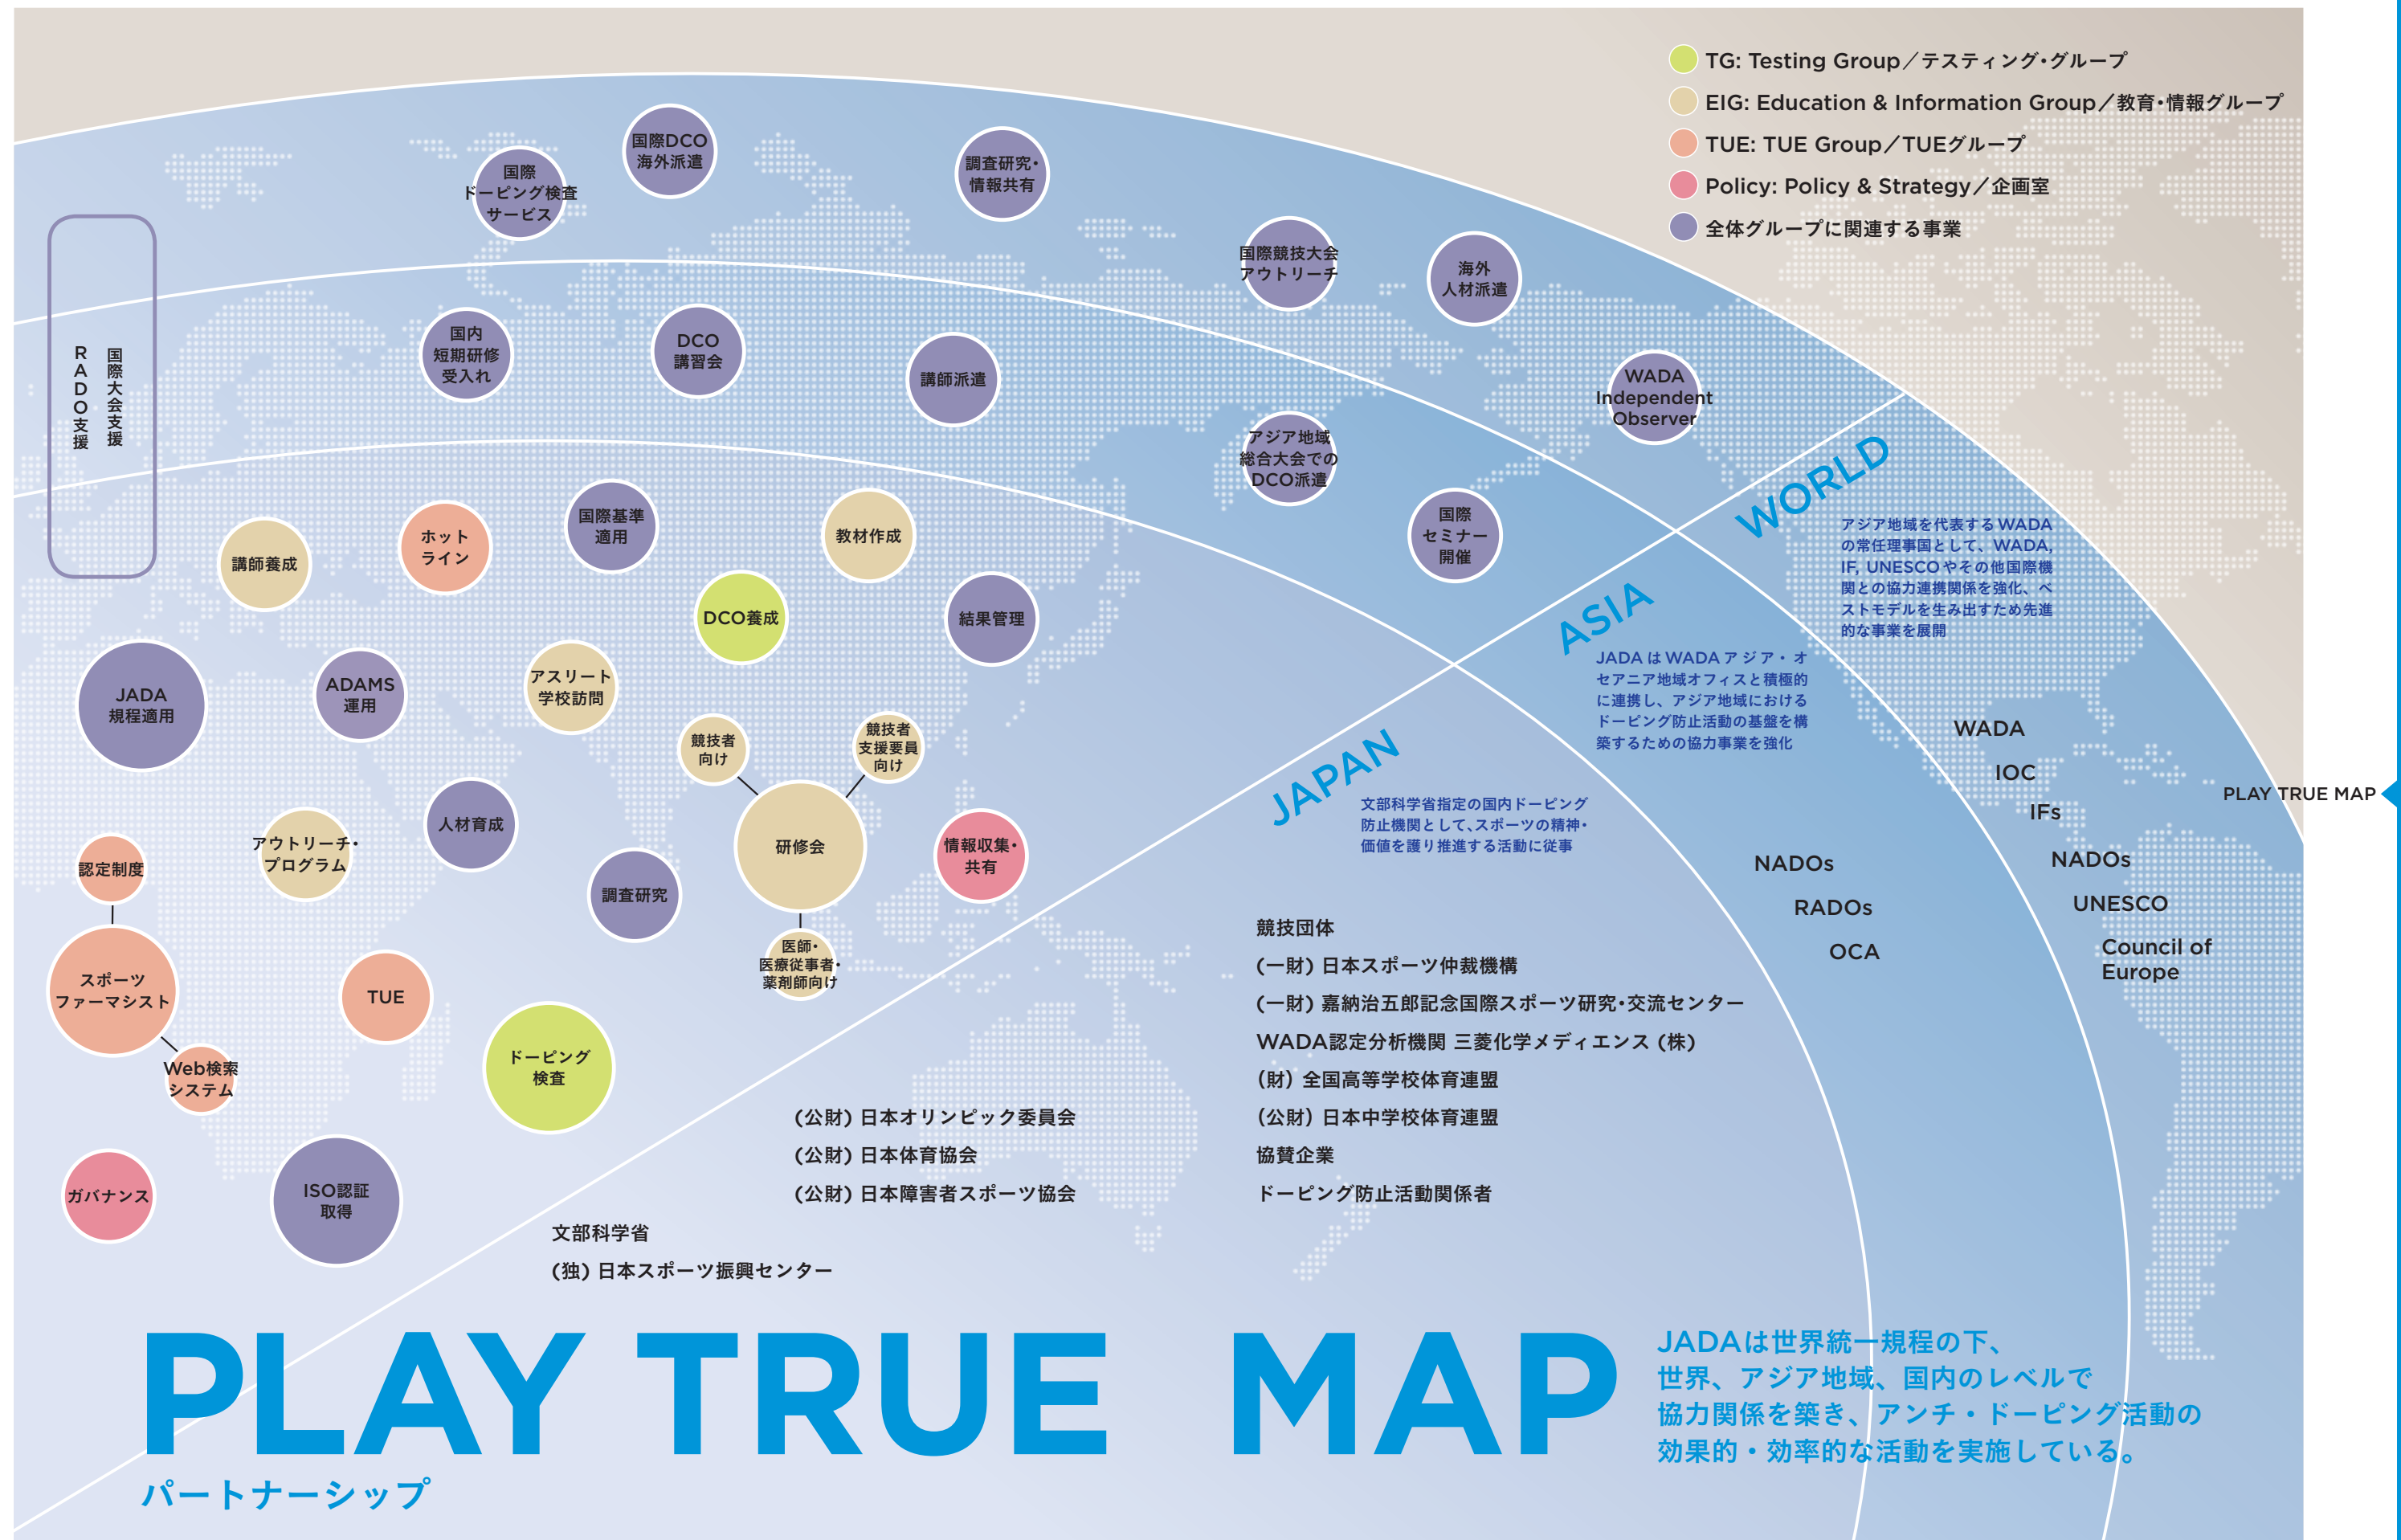 TG: Testing Group／テスティング・グループ
EIG: Education & Information Group／教育・情報グループ
TUE: TUE Group／TUEグループ
Policy: Policy & Strategy／企画室
全体グループに関連する事業
国際
ドーピング検査
サービス
国際DCO
海外派遣
調査研究・
情報共有
国際競技大会
アウトリーチ
海外
人材派遣
WADA
Independent
Observer
国際大会支援
RADO支援
国内
短期研修
受入れ
DCO
講習会
講師派遣
アジア地域
総合大会での
DCO派遣
国際
セミナー
開催
講師養成
ホット
ライン
国際基準
適用
教材作成
DCO養成
結果管理
JADA
規程適用
ADAMS
運用
アスリート
学校訪問
競技者
向け
競技者
支援要員
向け
研修会
医師・
医療従事者・
薬剤師向け
人材育成
アウトリーチ・
プログラム
調査研究
情報収集・
共有
認定制度
スポーツ
ファーマシスト
Web検索
システム
TUE
ドーピング
検査
ガバナンス
ISO認証
取得
WORLD
アジア地域を代表するWADA
の常任理事国として、WADA,
IF, UNESCOやその他国際機
関との協力連携関係を強化、ベ
ストモデルを生み出すため先進
的な事業を展開
ASIA
JADAはWADAアジア・オ
セアニア地域オフィスと積極的
に連携し、アジア地域における
ドーピング防止活動の基盤を構
築するための協力事業を強化
JAPAN
文部科学省指定の国内ドーピング
防止機関として、スポーツの精神・
価値を護り推進する活動に従事
WADA
IOC
IFs
NADOs
UNESCO
Council of
Europe
NADOs
RADOs
OCA
PLAY TRUE MAP
競技団体
(一財) 日本スポーツ仲裁機構
(一財) 嘉納治五郎記念国際スポーツ研究・交流センター
WADA認定分析機関 三菱化学メディエンス (株)
(財) 全国高等学校体育連盟
(公財) 日本中学校体育連盟
協賛企業
ドーピング防止活動関係者
(公財) 日本オリンピック委員会
(公財) 日本体育協会
(公財) 日本障害者スポーツ協会
文部科学省
(独) 日本スポーツ振興センター
PLAY TRUE MAP
パートナーシップ
JADAは世界統一規程の下、
世界、アジア地域、国内のレベルで
協力関係を築き、アンチ・ドーピング活動の
効果的・効率的な活動を実施している。